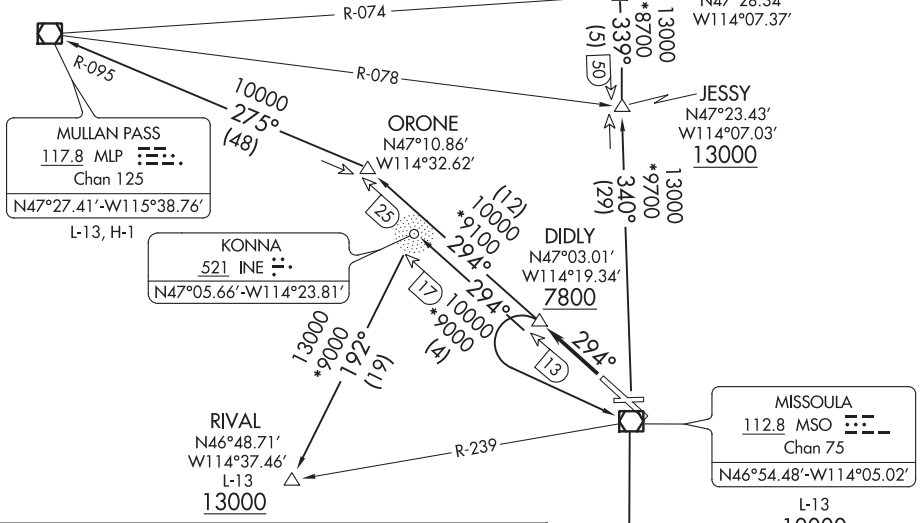 R-074
N47°28.34'
W114°07.37'
13000
*8700
339°
(5)
50
R-095
R-078
JESSY
N47°23.43'
W114°07.03'
13000
10000
275°
(48)
MULLAN PASS
117.8 MLP
Chan 125
N47°27.41'-W115°38.76'
L-13, H-1
ORONE
N47°10.86'
W114°32.62'
13000
*9700
340°
(29)
(12)
10000
*9100
294°
25
KONNA
521 INE
N47°05.66'-W114°23.81'
DIDLY
N47°03.01'
W114°19.34'
7800
294°
17
10000
*9000
(4)
294°
13
13000
*9000
192°
(19)
RIVAL
N46°48.71'
W114°37.46'
L-13
13000
R-239
MISSOULA
112.8 MSO
Chan 75
N46°54.48'-W114°05.02'
L-13